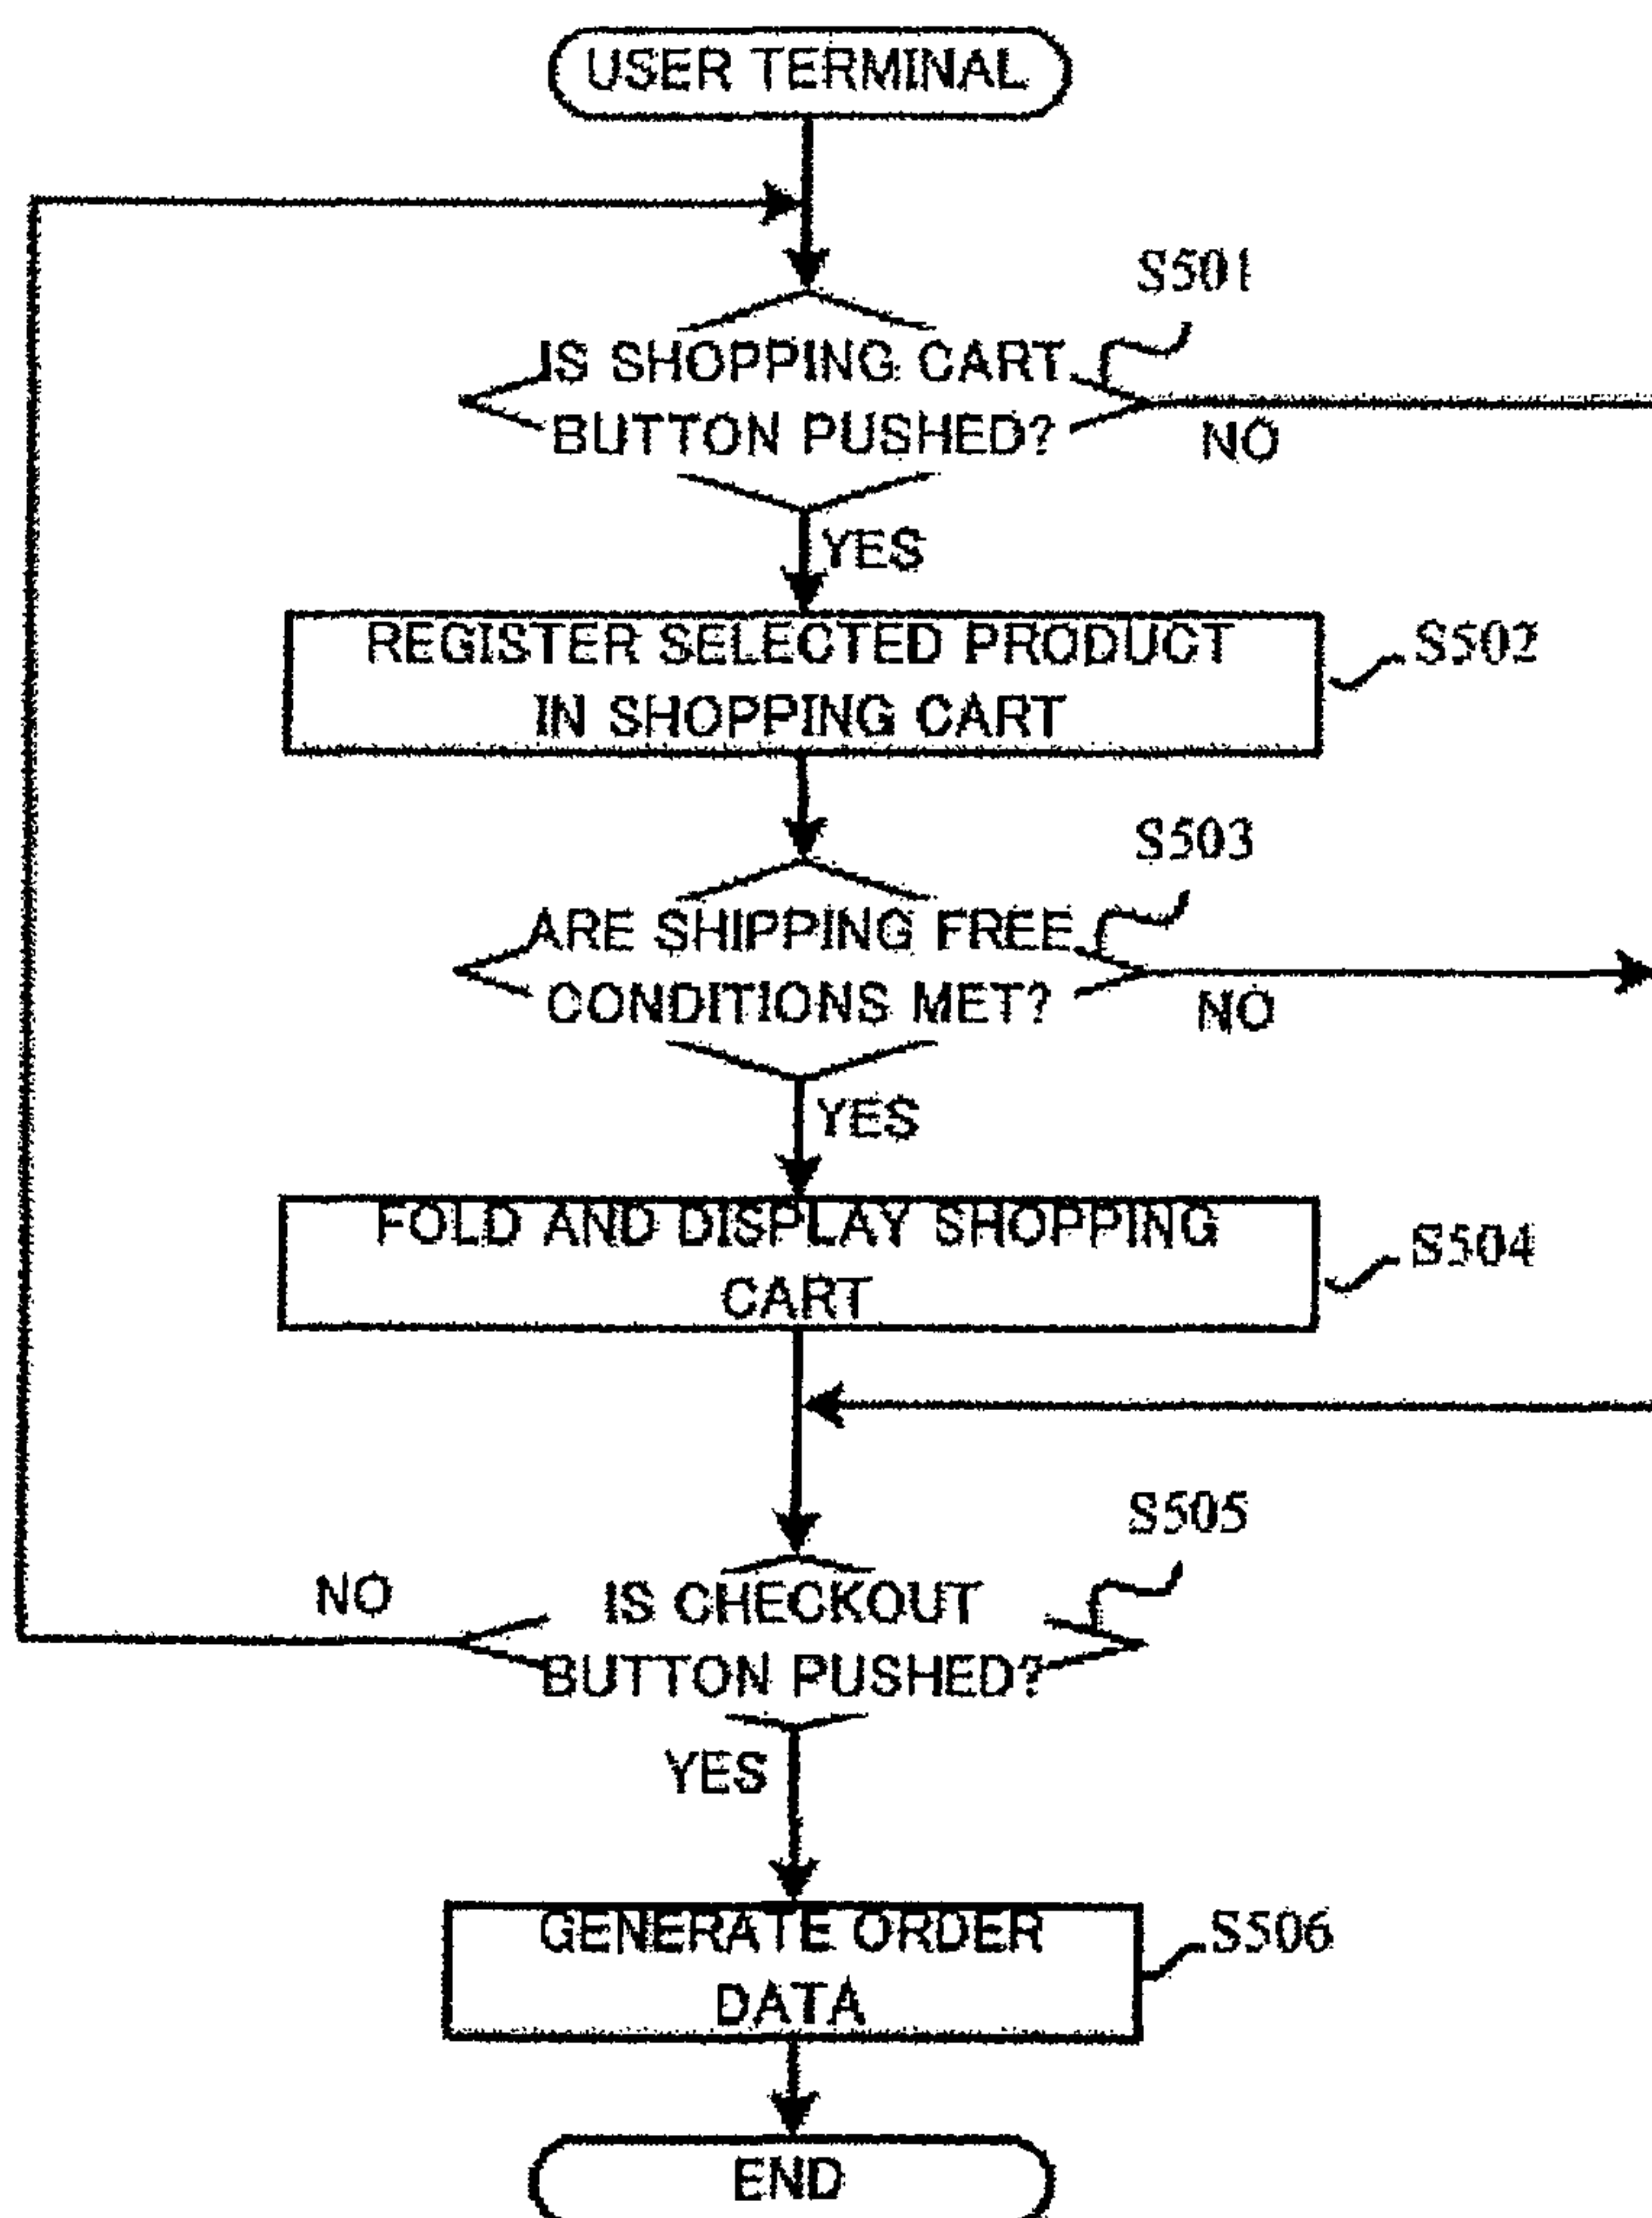 USER TERMINAL
S501
IS SHOPPING CART
BUTTON PUSHED?
NO
YES
REGISTER SELECTED PRODUCT
IN SHOPPING CART
S502
S503
ARE SHIPPING FREE
CONDITIONS MET?
NO
YES
FOLD AND DISPLAY SHOPPING
CART
S504
S505
NO
IS CHECKOUT
BUTTON PUSHED?
YES
GENERATE ORDER
DATA
S506
END